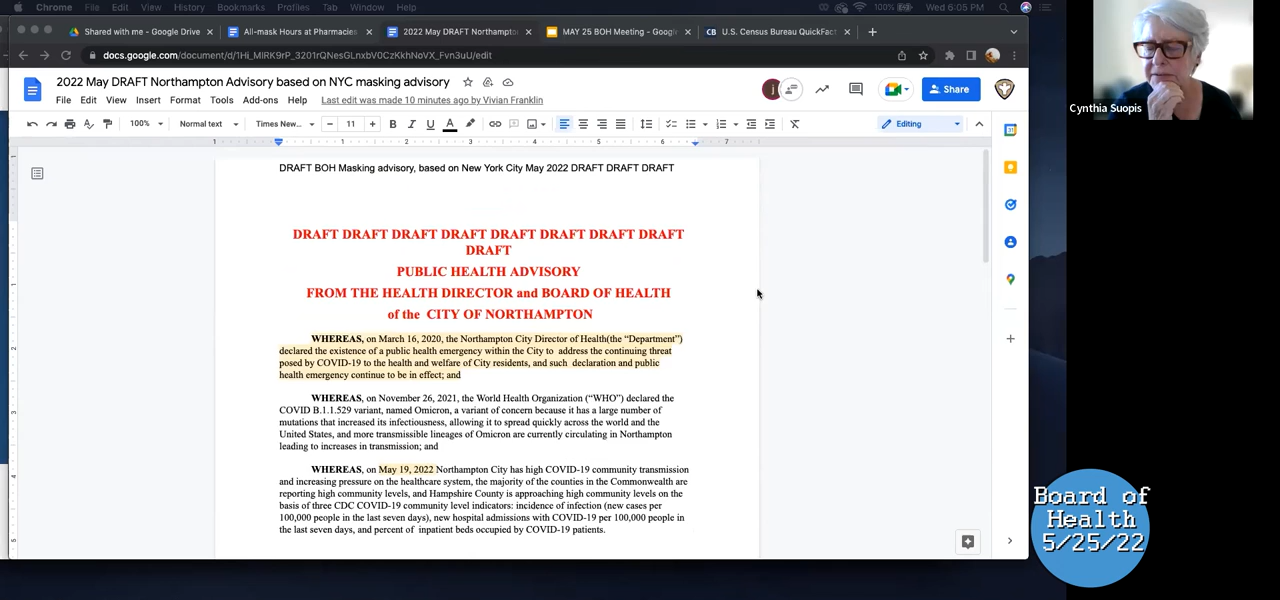 Chrome File Edit View History Bookmarks Profiles Tab Window Help 100% Wed 6:05 PM
Shared with me - Google Drive All-mask Hours at Pharmacies 2022 May DRAFT Northampton MAY 25 BOH Meeting - Google U.S. Census Bureau QuickFact
docs.google.com/document/d/1Hi_MIRK9rP_3201rQNesGLnxbV0CzKkhNoVX_Fvn3uU/edit
2022 May DRAFT Northampton Advisory based on NYC masking advisory
File Edit View Insert Format Tools Add-ons Help Last edit was made 10 minutes ago by Vivian Franklin
Share
100% Normal text Times New... 11 B I U A Editing
1 1 2 3 4 5 6 7
DRAFT BOH Masking advisory, based on New York City May 2022 DRAFT DRAFT DRAFT
DRAFT DRAFT DRAFT DRAFT DRAFT DRAFT DRAFT DRAFT
DRAFT
PUBLIC HEALTH ADVISORY
FROM THE HEALTH DIRECTOR and BOARD OF HEALTH
of the CITY OF NORTHAMPTON
WHEREAS, on March 16, 2020, the Northampton City Director of Health(the “Department”)
declared the existence of a public health emergency within the City to address the continuing threat
posed by COVID-19 to the health and welfare of City residents, and such declaration and public
health emergency continue to be in effect; and
WHEREAS, on November 26, 2021, the World Health Organization (“WHO”) declared the
COVID B.1.1.529 variant, named Omicron, a variant of concern because it has a large number of
mutations that increased its infectiousness, allowing it to spread quickly across the world and the
United States, and more transmissible lineages of Omicron are currently circulating in Northampton
leading to increases in transmission; and
WHEREAS, on May 19, 2022 Northampton City has high COVID-19 community transmission
and increasing pressure on the healthcare system, the majority of the counties in the Commonwealth are
reporting high community levels, and Hampshire County is approaching high community levels on the
basis of three CDC COVID-19 community level indicators: incidence of infection (new cases per
100,000 people in the last seven days), new hospital admissions with COVID-19 per 100,000 people in
the last seven days, and percent of inpatient beds occupied by COVID-19 patients.
Cynthia Suopis
Board of
Health
5/25/22